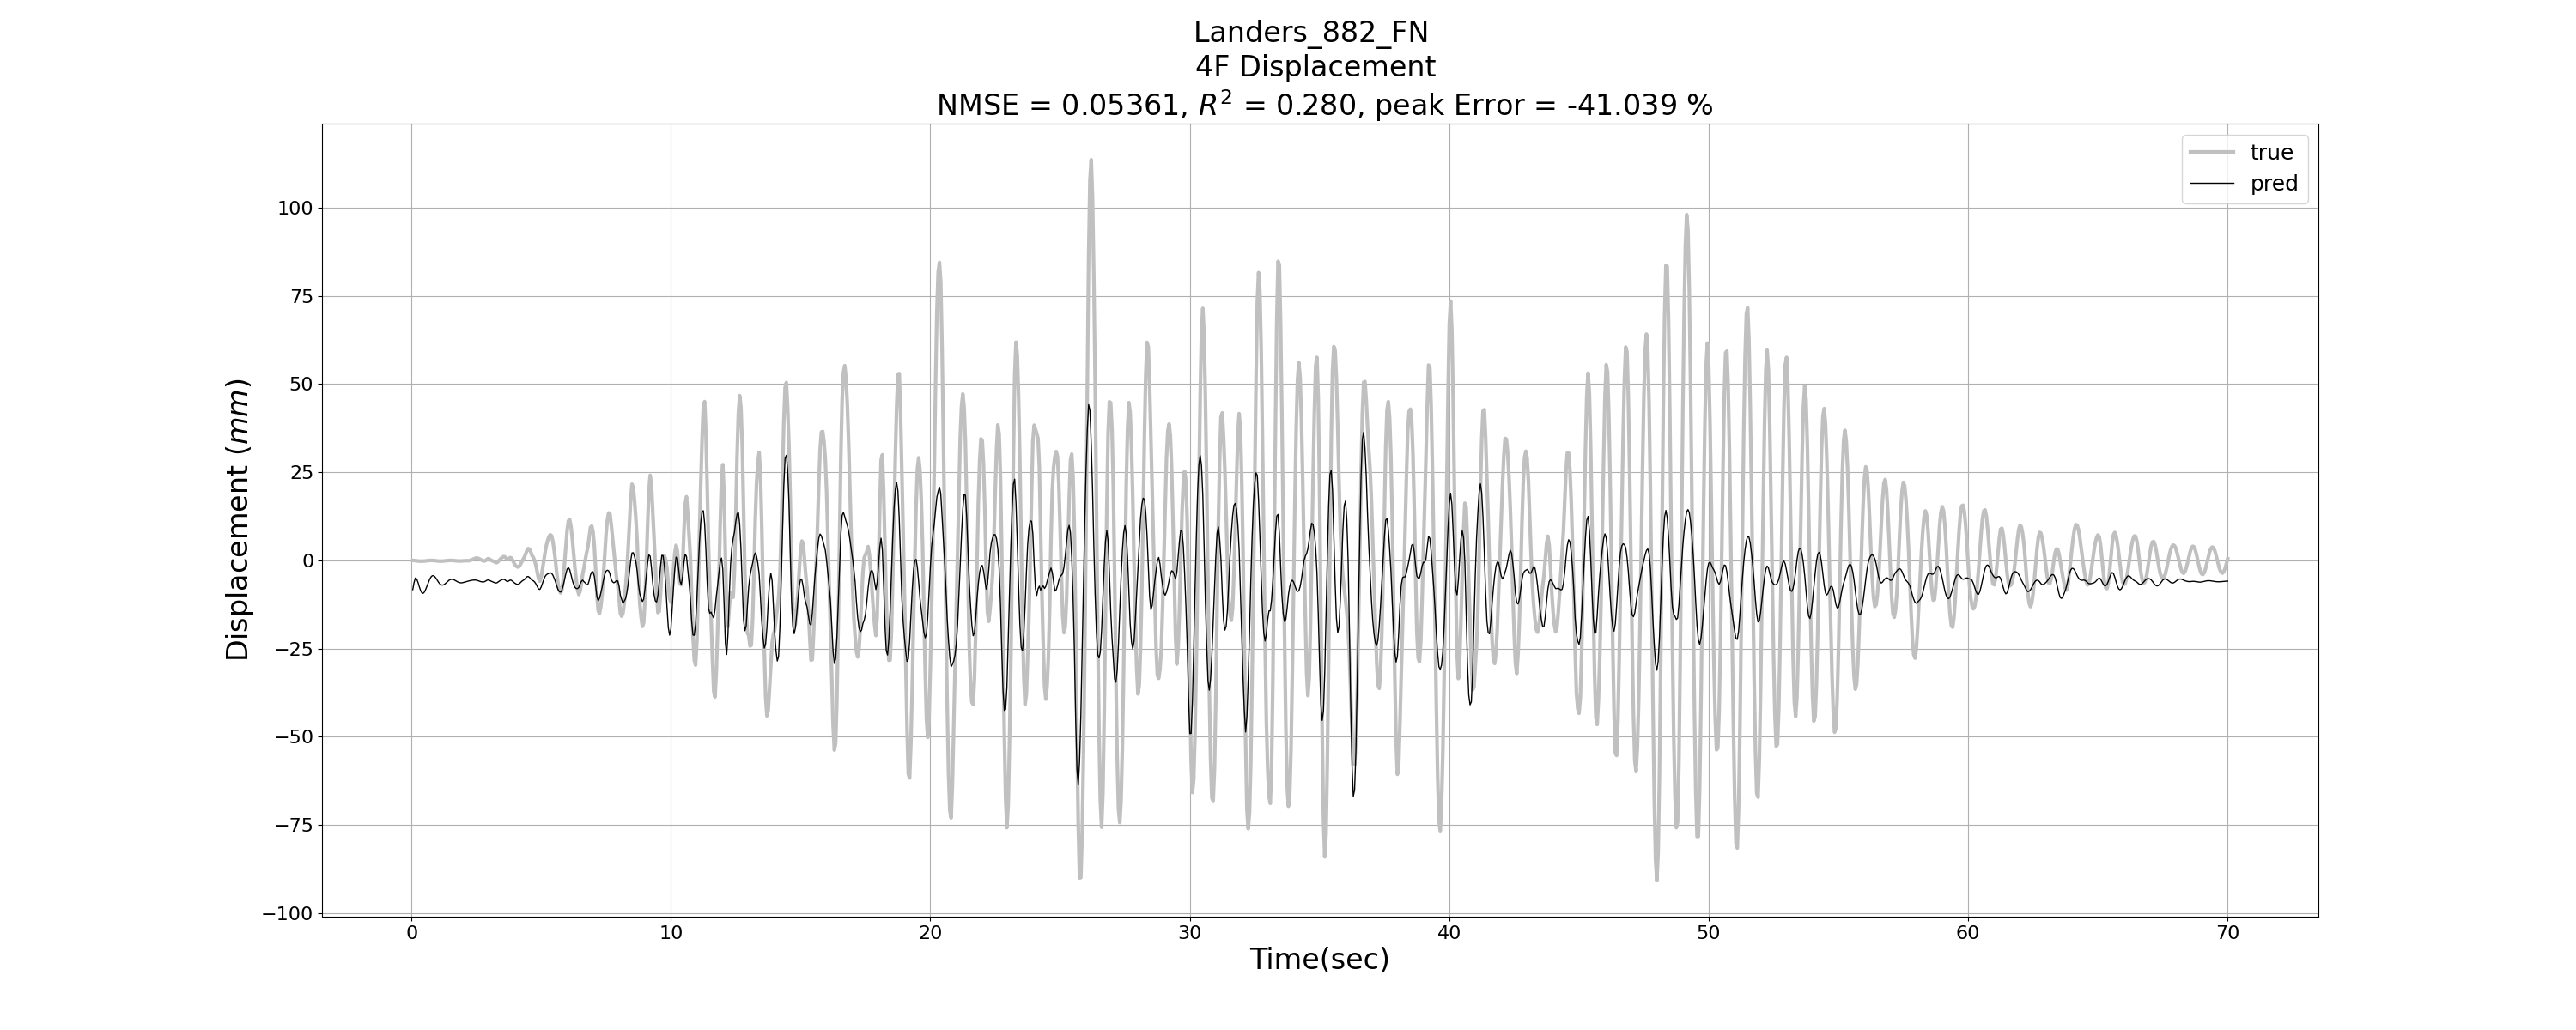 Landers_882_FN
4F Displacement
NMSE = 0.05361, R² = 0.280, peak Error = -41.039 %
true
pred
100
75
50
25
0
−25
−50
−75
−100
Displacement (mm)
0 10 20 30 40 50 60 70
Time(sec)